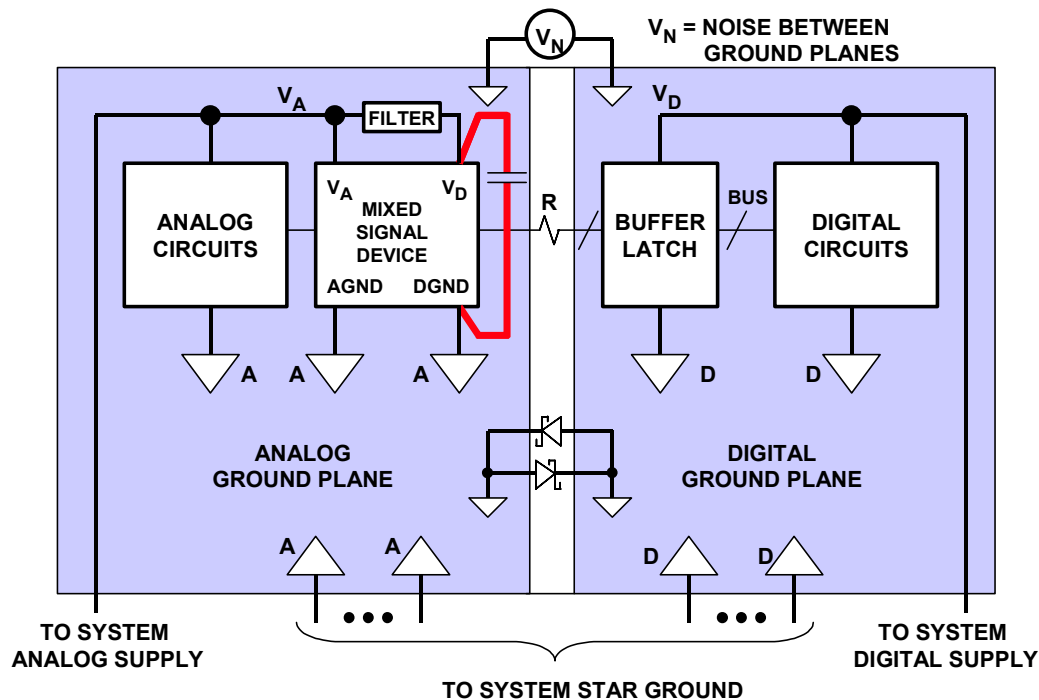 V_N
V_N = NOISE BETWEEN
GROUND PLANES
V_A
FILTER
V_D
ANALOG
CIRCUITS
V_A
V_D
MIXED
SIGNAL
DEVICE
AGND
DGND
R
BUFFER
LATCH
BUS
DIGITAL
CIRCUITS
A
A
A
D
D
ANALOG
GROUND PLANE
DIGITAL
GROUND PLANE
A
A
D
D
TO SYSTEM
ANALOG SUPPLY
TO SYSTEM
DIGITAL SUPPLY
TO SYSTEM STAR GROUND